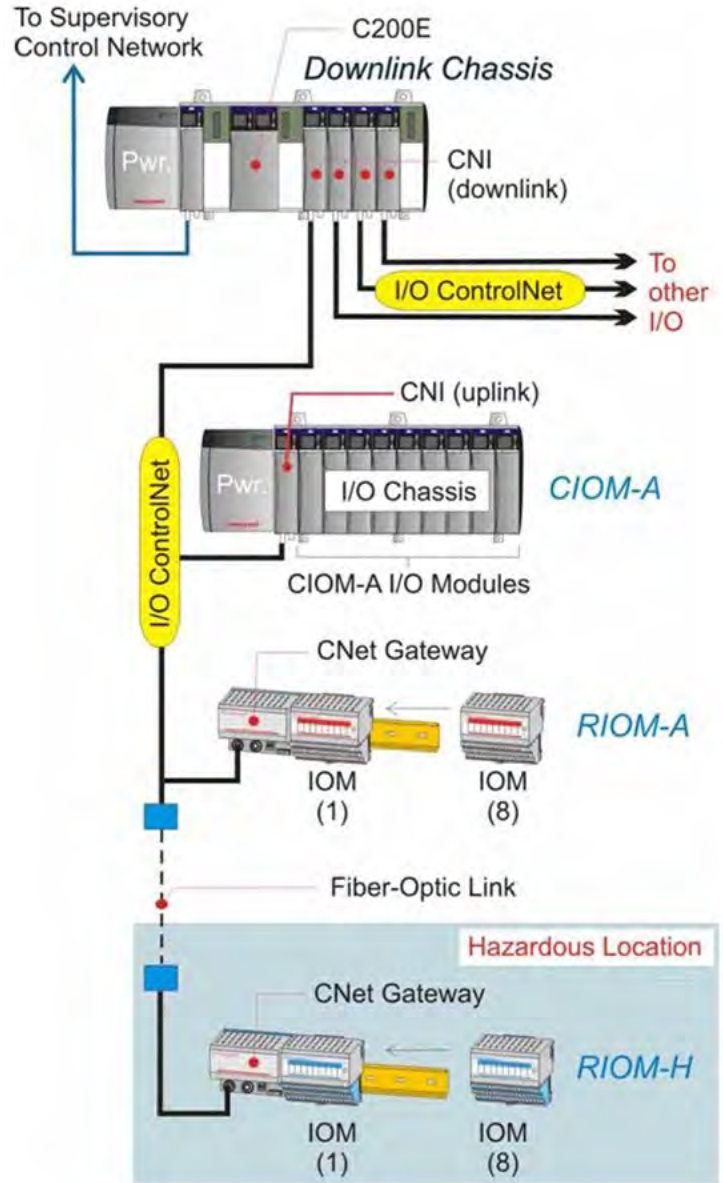 To Supervisory
Control Network
C200E
Downlink Chassis
Pwr.
CNI
(downlink)
To
other
I/O
I/O ControlNet
CNI (uplink)
Pwr.
I/O Chassis
CIOM-A
I/O ControlNet
CIOM-A I/O Modules
CNet Gateway
RIOM-A
IOM
(1)
IOM
(8)
Fiber-Optic Link
Hazardous Location
CNet Gateway
RIOM-H
IOM
(1)
IOM
(8)